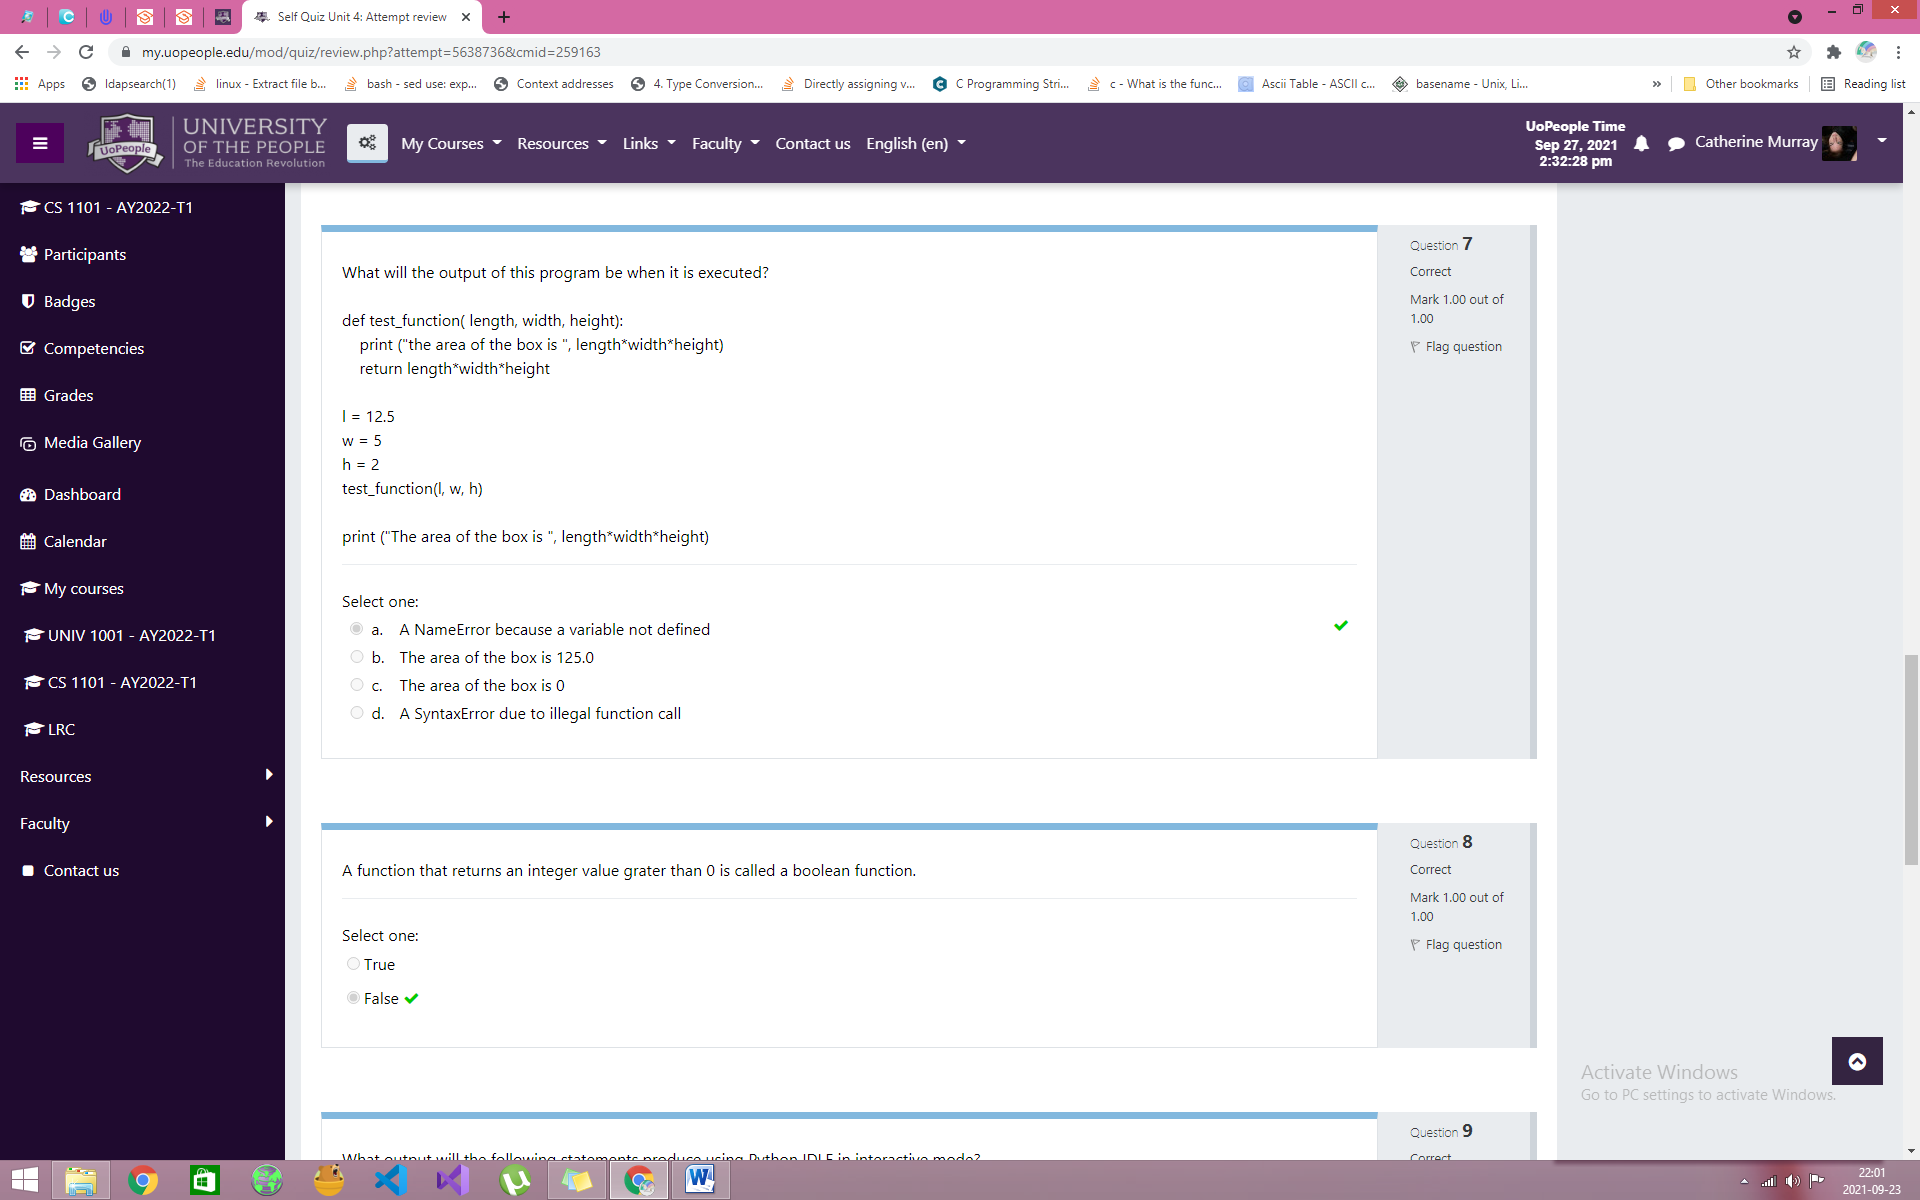 Self Quiz Unit 4: Attempt review
my.uopeople.edu/mod/quiz/review.php?attempt=5638736&cmid=259163
Apps
ldapsearch(1)
linux - Extract file b...
bash - sed use: exp...
Context addresses
4. Type Conversion...
Directly assigning v...
C Programming Stri...
c - What is the func...
Ascii Table - ASCII c...
basename - Unix, Li...
»
Other bookmarks
Reading list
UoPeople
UNIVERSITY
OF THE PEOPLE
The Education Revolution
My Courses
Resources
Links
Faculty
Contact us
English (en)
UoPeople Time
Sep 27, 2021
2:32:28 pm
Catherine Murray
CS 1101 - AY2022-T1
Participants
Badges
Competencies
Grades
Media Gallery
Dashboard
Calendar
My courses
UNIV 1001 - AY2022-T1
CS 1101 - AY2022-T1
LRC
Resources
Faculty
Contact us
What will the output of this program be when it is executed?
def test_function( length, width, height):
print ("the area of the box is ", length*width*height)
return length*width*height
l = 12.5
w = 5
h = 2
test_function(l, w, h)
print ("The area of the box is ", length*width*height)
Select one:
a. A NameError because a variable not defined
b. The area of the box is 125.0
c. The area of the box is 0
d. A SyntaxError due to illegal function call
Question 7
Correct
Mark 1.00 out of
1.00
Flag question
A function that returns an integer value grater than 0 is called a boolean function.
Select one:
True
False
Question 8
Correct
Mark 1.00 out of
1.00
Flag question
What output will the following statements produce using Python IDLE in interactive mode?
Question 9
Correct
Activate Windows
Go to PC settings to activate Windows.
22:01
2021-09-23